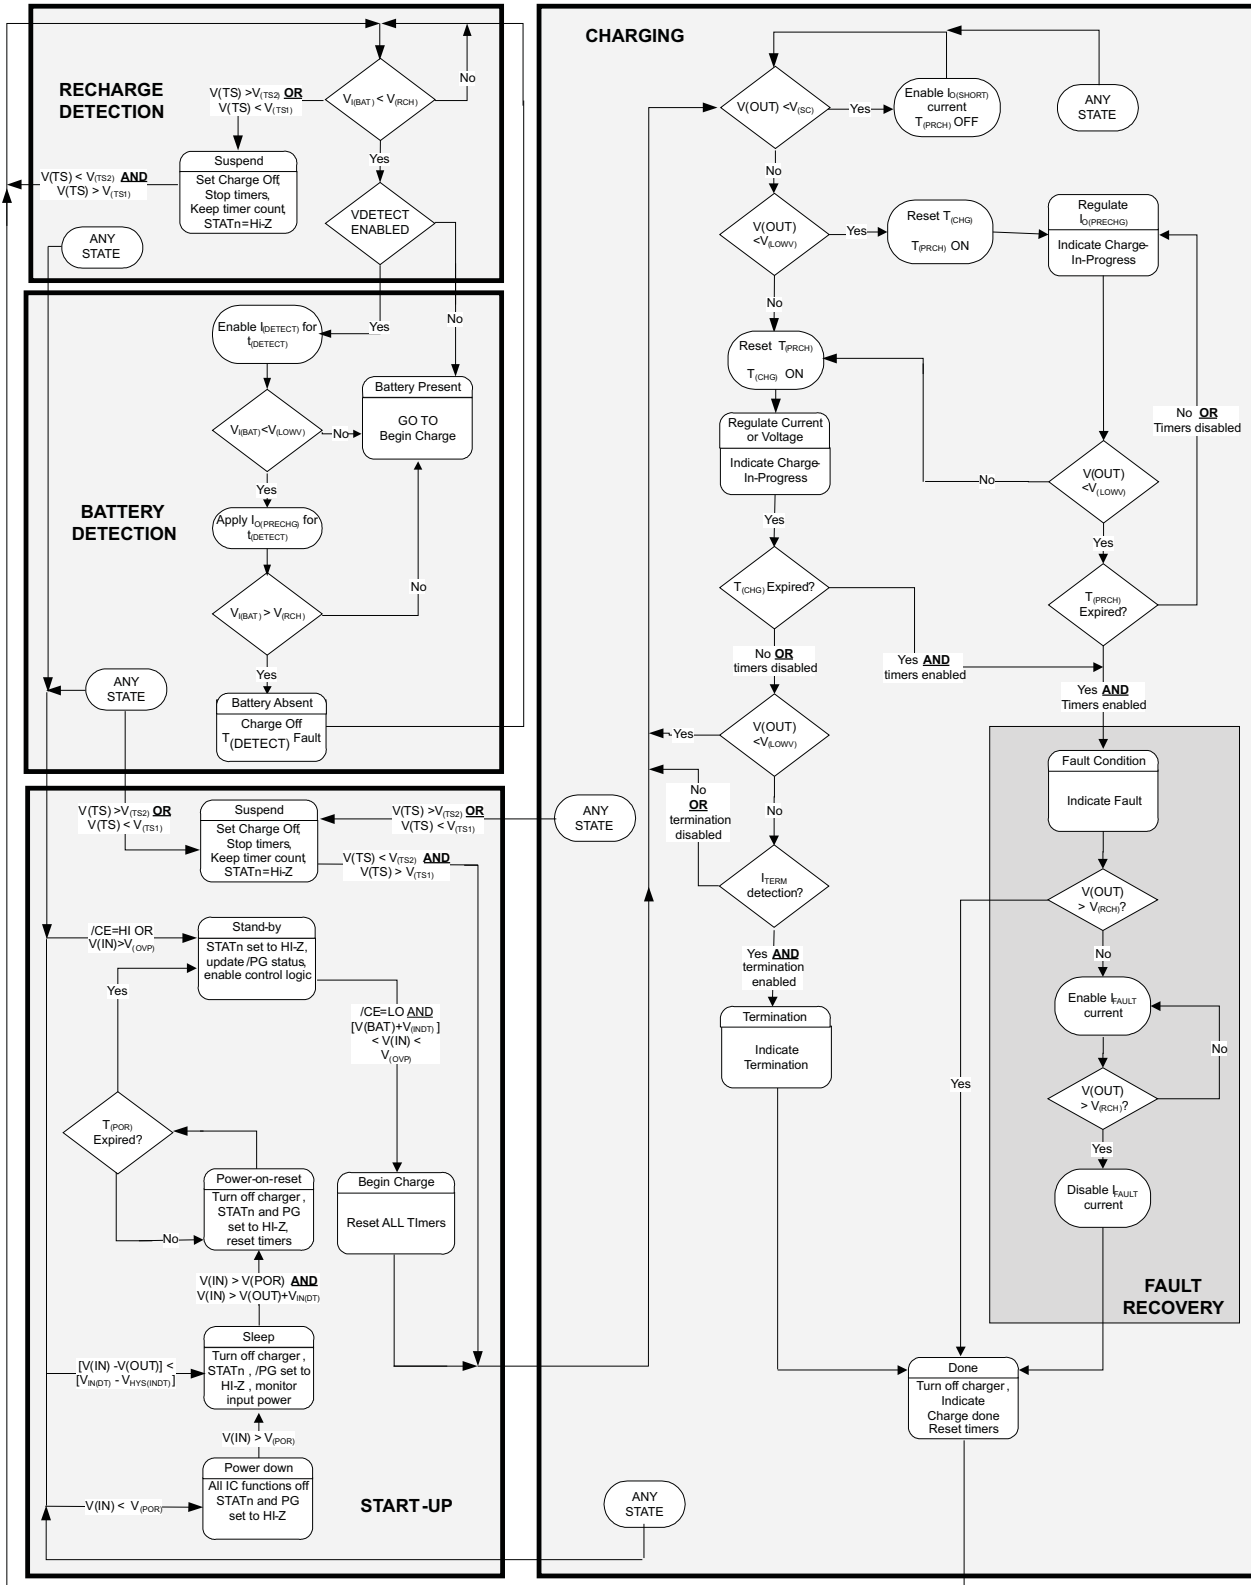 RECHARGE
DETECTION
V(TS) >V(TS2) OR
V(TS) < V(TS1)
VI(BAT) < V(RCH)
No
Yes
Suspend
Set Charge Off,
Stop timers,
Keep timer count,
STATn=Hi-Z
V(TS) < V(TS2) AND
V(TS) > V(TS1)
ANY
STATE
VDETECT
ENABLED
Yes
No
BATTERY
DETECTION
Enable I(DETECT) for
t(DETECT)
Battery Present
GO TO
Begin Charge
VI(BAT)<V(LOWV)
No
Yes
Apply IO(PRECHG) for
t(DETECT)
VI(BAT) > V(RCH)
No
Yes
ANY
STATE
Battery Absent
Charge Off
T(DETECT) Fault
START-UP
V(TS) >V(TS2) OR
V(TS) < V(TS1)
Suspend
Set Charge Off,
Stop timers,
Keep timer count,
STATn=Hi-Z
V(TS) >V(TS2) OR
V(TS) < V(TS1)
ANY
STATE
V(TS) < V(TS2) AND
V(TS) > V(TS1)
/CE=HI OR
V(IN)>V(OVP)
Stand-by
STATn set to HI-Z,
update /PG status,
enable control logic
Yes
/CE=LO AND
[V(BAT)+V(INDT) ]
< V(IN) <
V(OVP)
T(POR)
Expired?
No
Power-on-reset
Turn off charger ,
STATn and PG
set to HI-Z,
reset timers
Begin Charge
Reset ALL TImers
V(IN) > V(POR) AND
V(IN) > V(OUT)+VIN(DT)
[V(IN) -V(OUT)] <
[VIN(DT) - VHYS(INDT)]
Sleep
Turn off charger ,
STATn , /PG set to
HI-Z , monitor
input power
V(IN) > V(POR)
V(IN) < V(POR)
Power down
All IC functions off
STATn and PG
set to HI-Z
ANY
STATE
CHARGING
V(OUT) <V(SC)
Yes
Enable IO(SHORT)
current
T(PRCH) OFF
ANY
STATE
No
V(OUT)
<V(LOWV)
Yes
Reset T(CHG)
T(PRCH) ON
Regulate
IO(PRECHG)
Indicate Charge-
In-Progress
No
Reset T(PRCH)
T(CHG) ON
Regulate Current
or Voltage
Indicate Charge-
In-Progress
No OR
Timers disabled
V(OUT)
<V(LOWV)
No
Yes
Yes
T(CHG) Expired?
T(PRCH)
Expired?
No OR
timers disabled
Yes AND
timers enabled
Yes AND
Timers enabled
V(OUT)
<V(LOWV)
Yes
No
No
OR
termination
disabled
ITERM
detection?
Yes AND
termination
enabled
Termination
Indicate
Termination
Fault Condition
Indicate Fault
V(OUT)
> V(RCH)?
No
Yes
Enable IFAULT
current
No
V(OUT)
> V(RCH)?
Yes
Disable IFAULT
current
FAULT
RECOVERY
Done
Turn off charger ,
Indicate
Charge done
Reset timers